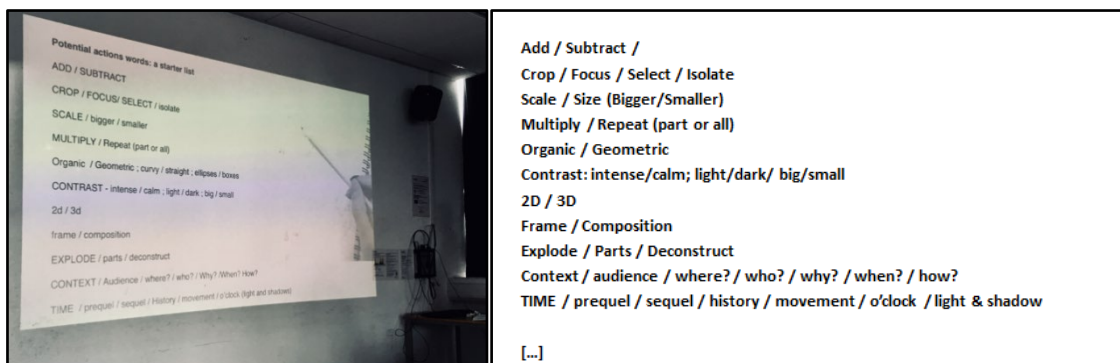 Potential actions words: a starter list
ADD / SUBTRACT
CROP / FOCUS/ SELECT / isolate
SCALE / bigger / smaller
MULTIPLY / Repeat (part or all)
Organic / Geometric ; curvy / straight ; ellipses / boxes
CONTRAST - intense / calm ; light / dark ; big / small
2d / 3d
frame / composition
EXPLODE / parts / deconstruct
CONTEXT / Audience / where? / who? / Why? /When? How?
TIME / prequel / sequel / History / movement / o'clock (light and shadows)
Add / Subtract /
Crop / Focus / Select / Isolate
Scale / Size (Bigger/Smaller)
Multiply / Repeat (part or all)
Organic / Geometric
Contrast: intense/calm; light/dark/ big/small
2D / 3D
Frame / Composition
Explode / Parts / Deconstruct
Context / audience / where? / who? / why? / when? / how?
TIME / prequel / sequel / history / movement / o’clock / light & shadow
[…]